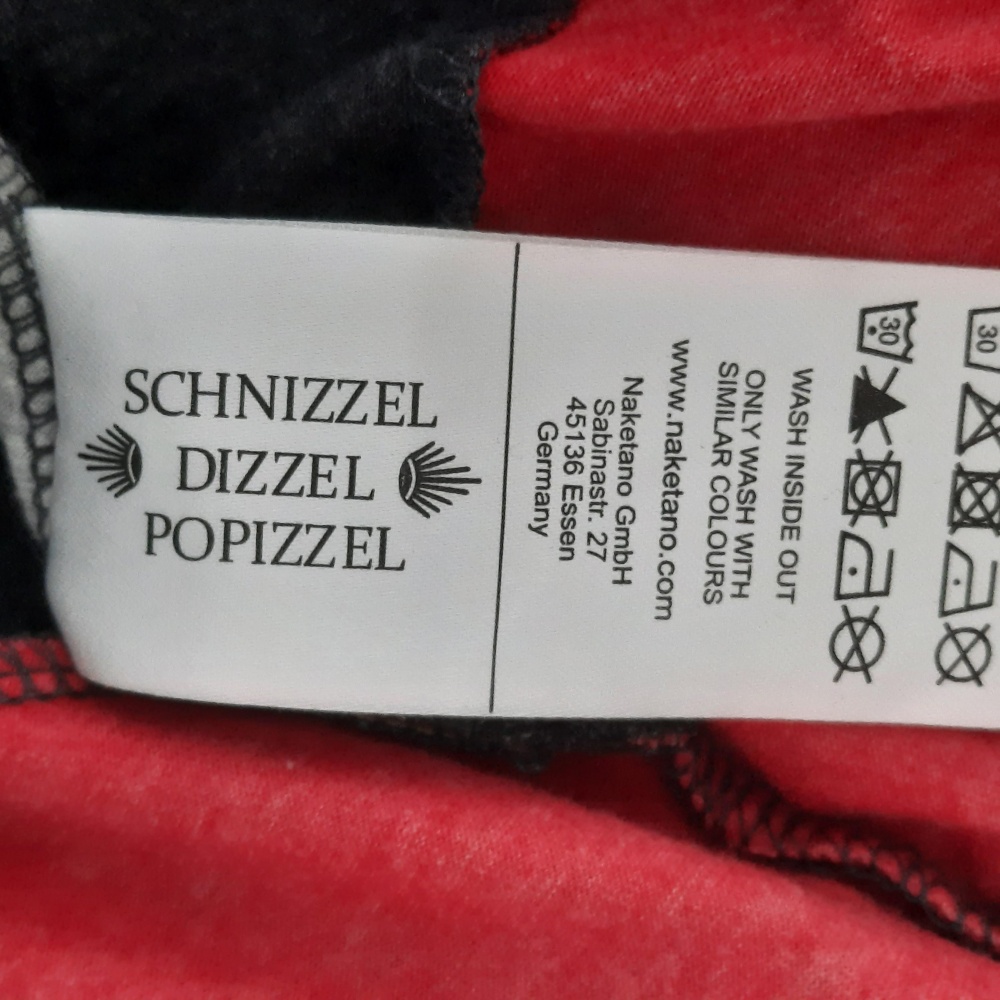 SCHNIZZEL
DIZZEL
POPIZZEL
30
30
WASH INSIDE OUT
ONLY WASH WITH
SIMILAR COLOURS
www.naketano.com
Naketano GmbH
Sabinastr. 27
45136 Essen
Germany